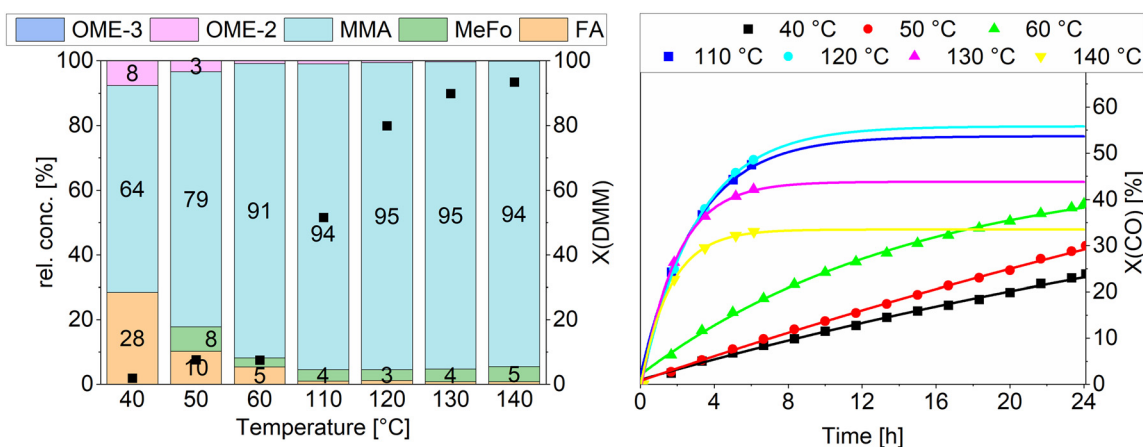 OME-3 OME-2 MMA MeFo FA
100
80
60
40
20
0
rel. conc. [%]
8 3
64 79 91 94 95 95 94
28 10 8 5 4 3 4 5
100
80
60
40
20
0
X(DMM)
40 50 60 110 120 130 140
Temperature [°C]
40 °C 50 °C 60 °C
110 °C 120 °C 130 °C 140 °C
60
50
40
30
20
10
0
X(CO) [%]
0 4 8 12 16 20 24
Time [h]